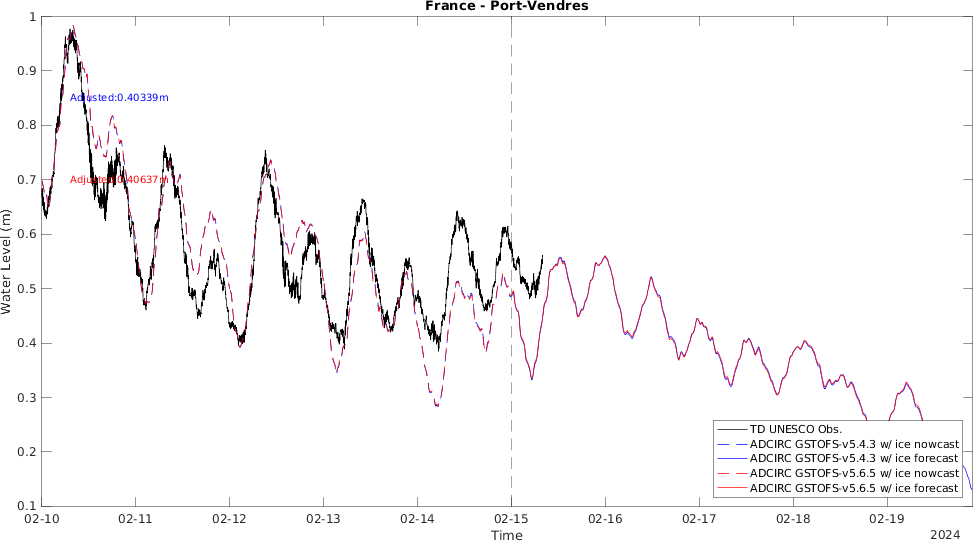 France - Port-Vendres
1
0.9
0.8
0.7
0.6
0.5
0.4
0.3
0.2
0.1
Water Level (m)
Adjusted:0.40339m
Adjusted:0.40637m
TD UNESCO Obs.
ADCIRC GSTOFS-v5.4.3 w/ ice nowcast
ADCIRC GSTOFS-v5.4.3 w/ ice forecast
ADCIRC GSTOFS-v5.6.5 w/ ice nowcast
ADCIRC GSTOFS-v5.6.5 w/ ice forecast
02-10 02-11 02-12 02-13 02-14 02-15 02-16 02-17 02-18 02-19
Time
2024